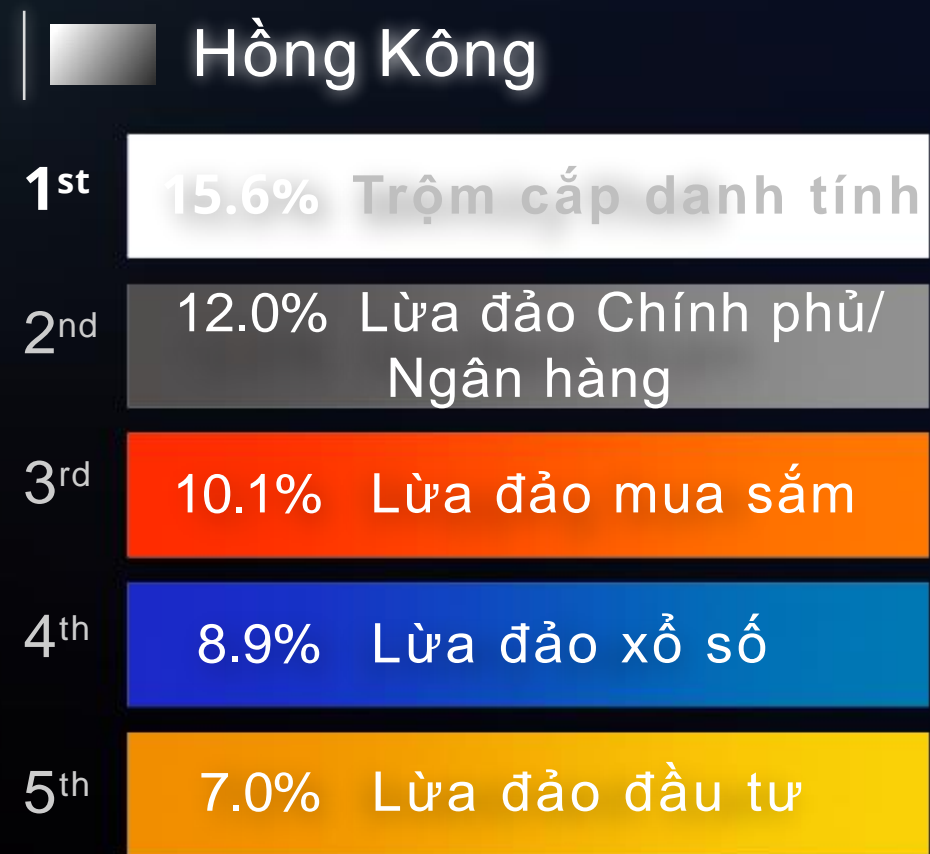 Hồng Kông
1st 15.6% Trộm cắp danh tính
2nd 12.0% Lừa đảo Chính phủ/
Ngân hàng
3rd 10.1% Lừa đảo mua sắm
4th 8.9% Lừa đảo xổ số
5th 7.0% Lừa đảo đầu tư